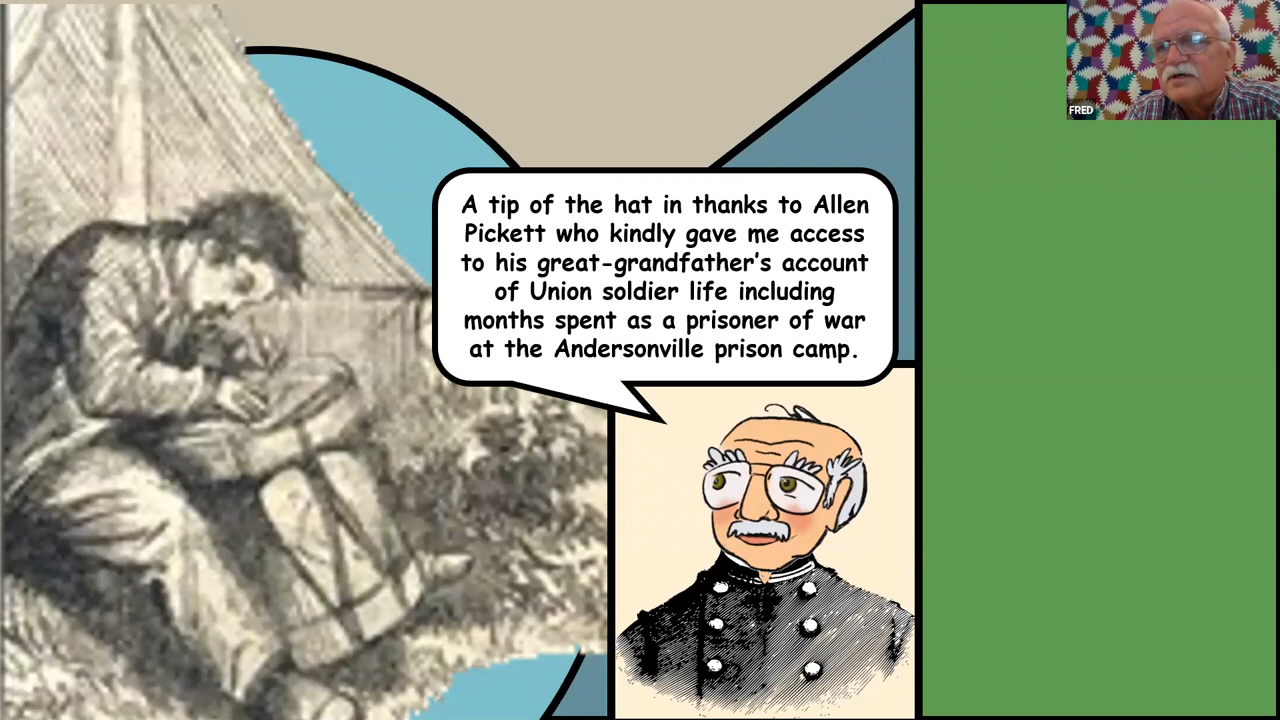 FRED
A tip of the hat in thanks to Allen
Pickett who kindly gave me access
to his great-grandfather's account
of Union soldier life including
months spent as a prisoner of war
at the Andersonville prison camp.